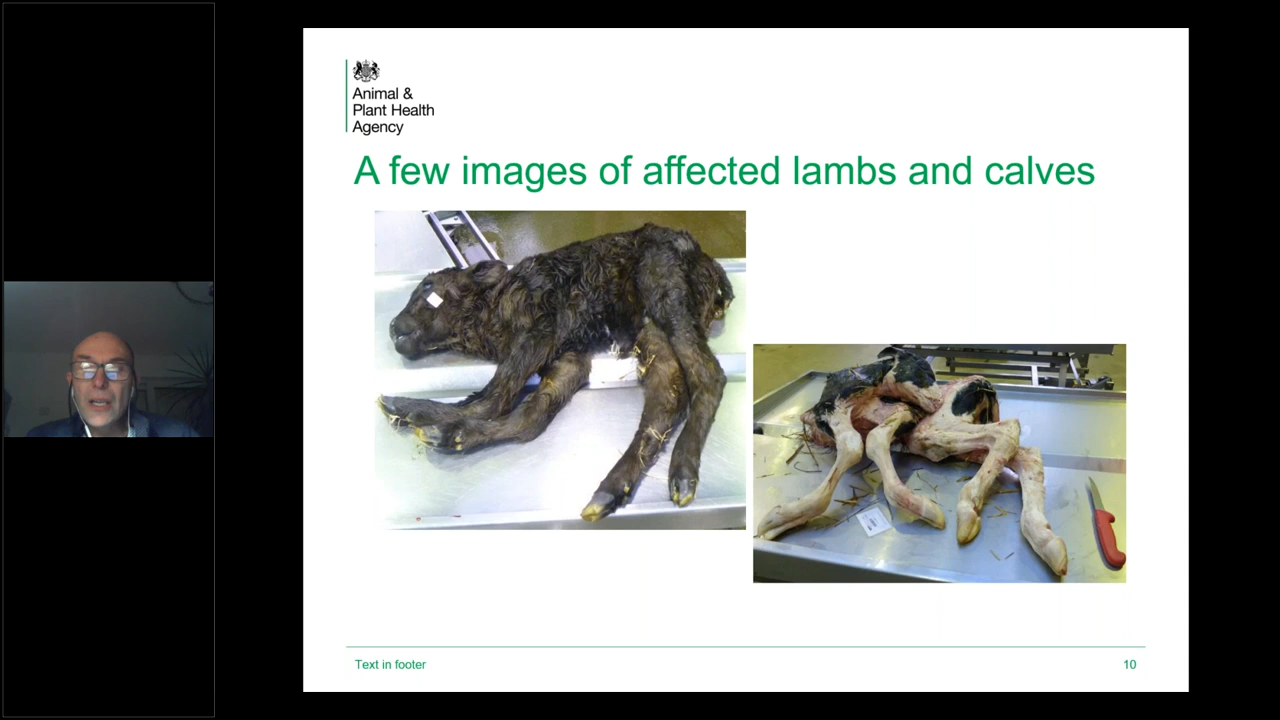 Animal &
Plant Health
Agency
A few images of affected lambs and calves
Text in footer
10